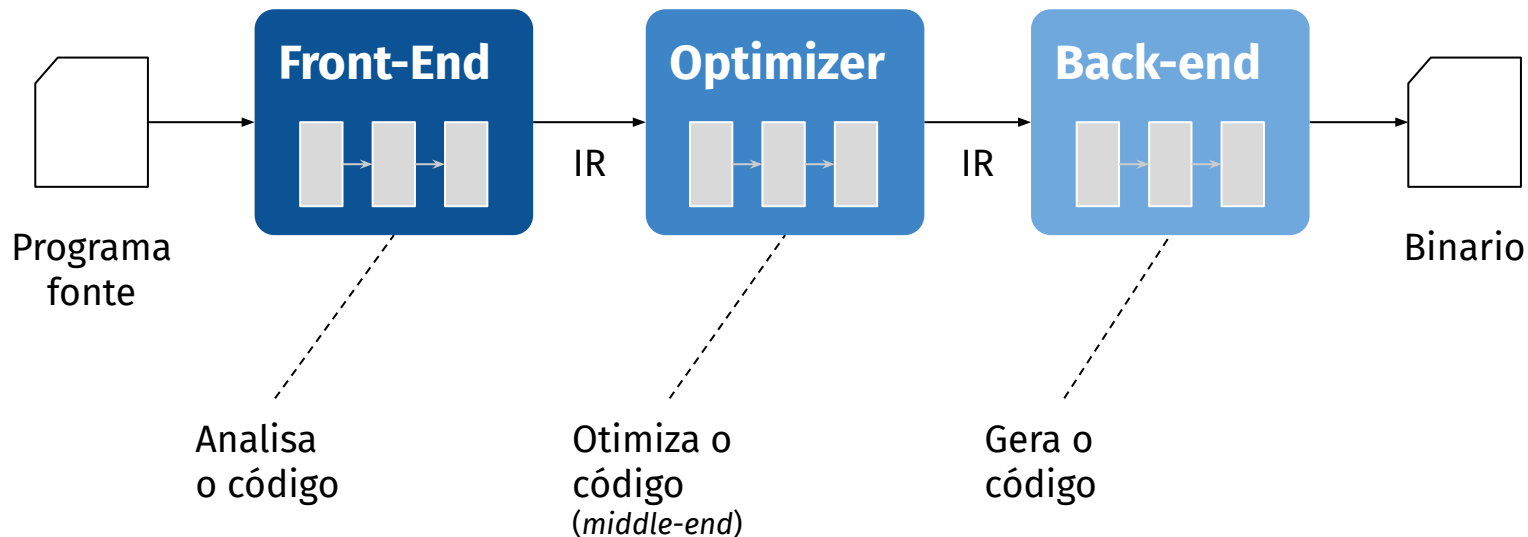 Front-End
Optimizer
Back-end
IR
IR
Programa
fonte
Binario
Analisa
o código
Otimiza o
código
(middle-end)
Gera o
código